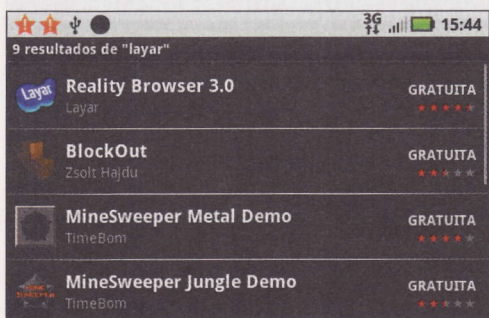 3G 15:44
9 resultados de "layar"
Layar Reality Browser 3.0 GRATUITA
Layar
BlockOut GRATUITA
Zsolt Hajdu
MineSweeper Metal Demo GRATUITA
TimeBom
MineSweeper Jungle Demo GRATUITA
TimeBom